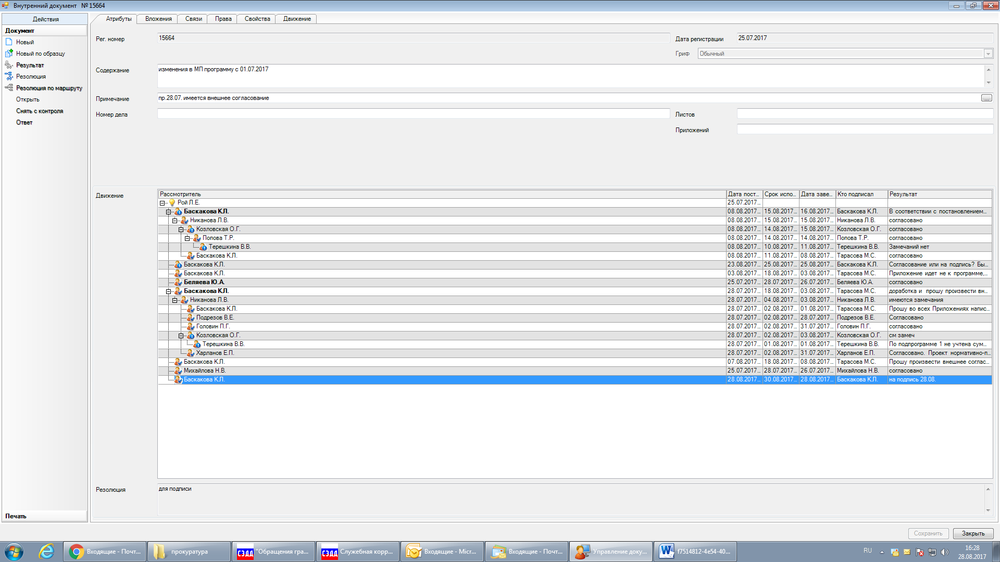 Внутренний документ № 15664
Действия
Документ
Новый
Новый по образцу
Результат
Резолюция
Резолюция по маршруту
Открыть
Снять с контроля
Ответ
Печать
Атрибуты Вложения Связи Права Свойства Движение
Рег. номер 15664 Дата регистрации 25.07.2017
Гриф Обычный
Содержание изменения в МП программу с 01.07.2017
Примечание пр.28.07. имеется внешнее согласование ...
Номер дела Листов
Приложений
Движение
Рассмотритель Дата пост... Срок испо... Дата заве... Кто подписал Результат
Рой Л.Е. 25.07.2017...
Баскакова К.Л. 08.08.2017... 15.08.2017... 16.08.2017... Баскакова К.Л. В соответствии с постановлением...
Никанова Л.В. 08.08.2017... 15.08.2017... 15.08.2017... Никанова Л.В. согласовано
Козловская О.Г. 08.08.2017... 14.08.2017... 15.08.2017... Козловская О.Г. согласовано
Попова Т.Р. 08.08.2017... 14.08.2017... 14.08.2017... Попова Т.Р. согласовано
Терешкина В.В. 08.08.2017... 10.08.2017... 11.08.2017... Терешкина В.В. Замечаний нет
Баскакова К.Л. 08.08.2017... 11.08.2017... 08.08.2017... Тарасова М.С. согласовано
Баскакова К.Л. 23.08.2017... 25.08.2017... 25.08.2017... Баскакова К.Л. Согласование или на подпись? Бы...
Баскакова К.Л. 03.08.2017... 18.08.2017... 03.08.2017... Тарасова М.С. Приложение идет не к программе,...
Беляева Ю.А. 25.07.2017... 28.07.2017... 26.07.2017... Беляева Ю.А. согласовано
Баскакова К.Л. 28.07.2017... 18.08.2017... 03.08.2017... Тарасова М.С. доработка и прошу произвести вн...
Никанова Л.В. 28.07.2017... 04.08.2017... 03.08.2017... Никанова Л.В. имеются замечания
Баскакова К.Л. 28.07.2017... 02.08.2017... 01.08.2017... Тарасова М.С. Прошу во всех Приложениях напис...
Подрезов В.Е. 28.07.2017... 02.08.2017... 28.07.2017... Подрезов В.Е. Согласовано
Головин П.Г. 28.07.2017... 02.08.2017... 31.07.2017... Головин П.Г. согласовано
Козловская О.Г. 28.07.2017... 02.08.2017... 03.08.2017... Козловская О.Г. см замеч
Терешкина В.В. 28.07.2017... 01.08.2017... 01.08.2017... Терешкина В.В. По подпрограмме 1 не учтена сум...
Харланов Е.П. 28.07.2017... 02.08.2017... 31.07.2017... Харланов Е.П. Согласовано. Проект нормативно-п...
Баскакова К.Л. 07.08.2017... 18.08.2017... 08.08.2017... Тарасова М.С. Прошу произвести внешнее соглас...
Михайлова Н.В. 25.07.2017... 28.07.2017... 26.07.2017... Михайлова Н.В. согласовано
Баскакова К.Л. 28.08.2017... 30.08.2017... 28.08.2017... Баскакова К.Л. на подпись 28.08.
Резолюция для подписи
Сохранить Закрыть
Входящие - Почт... прокуратура СЭДД "Обращения гра... СЭДД Служебная корр... Входящие - Micr... Входящие - Почт... Управление доку... f7514812-4e54-40... RU 16:28
28.08.2017